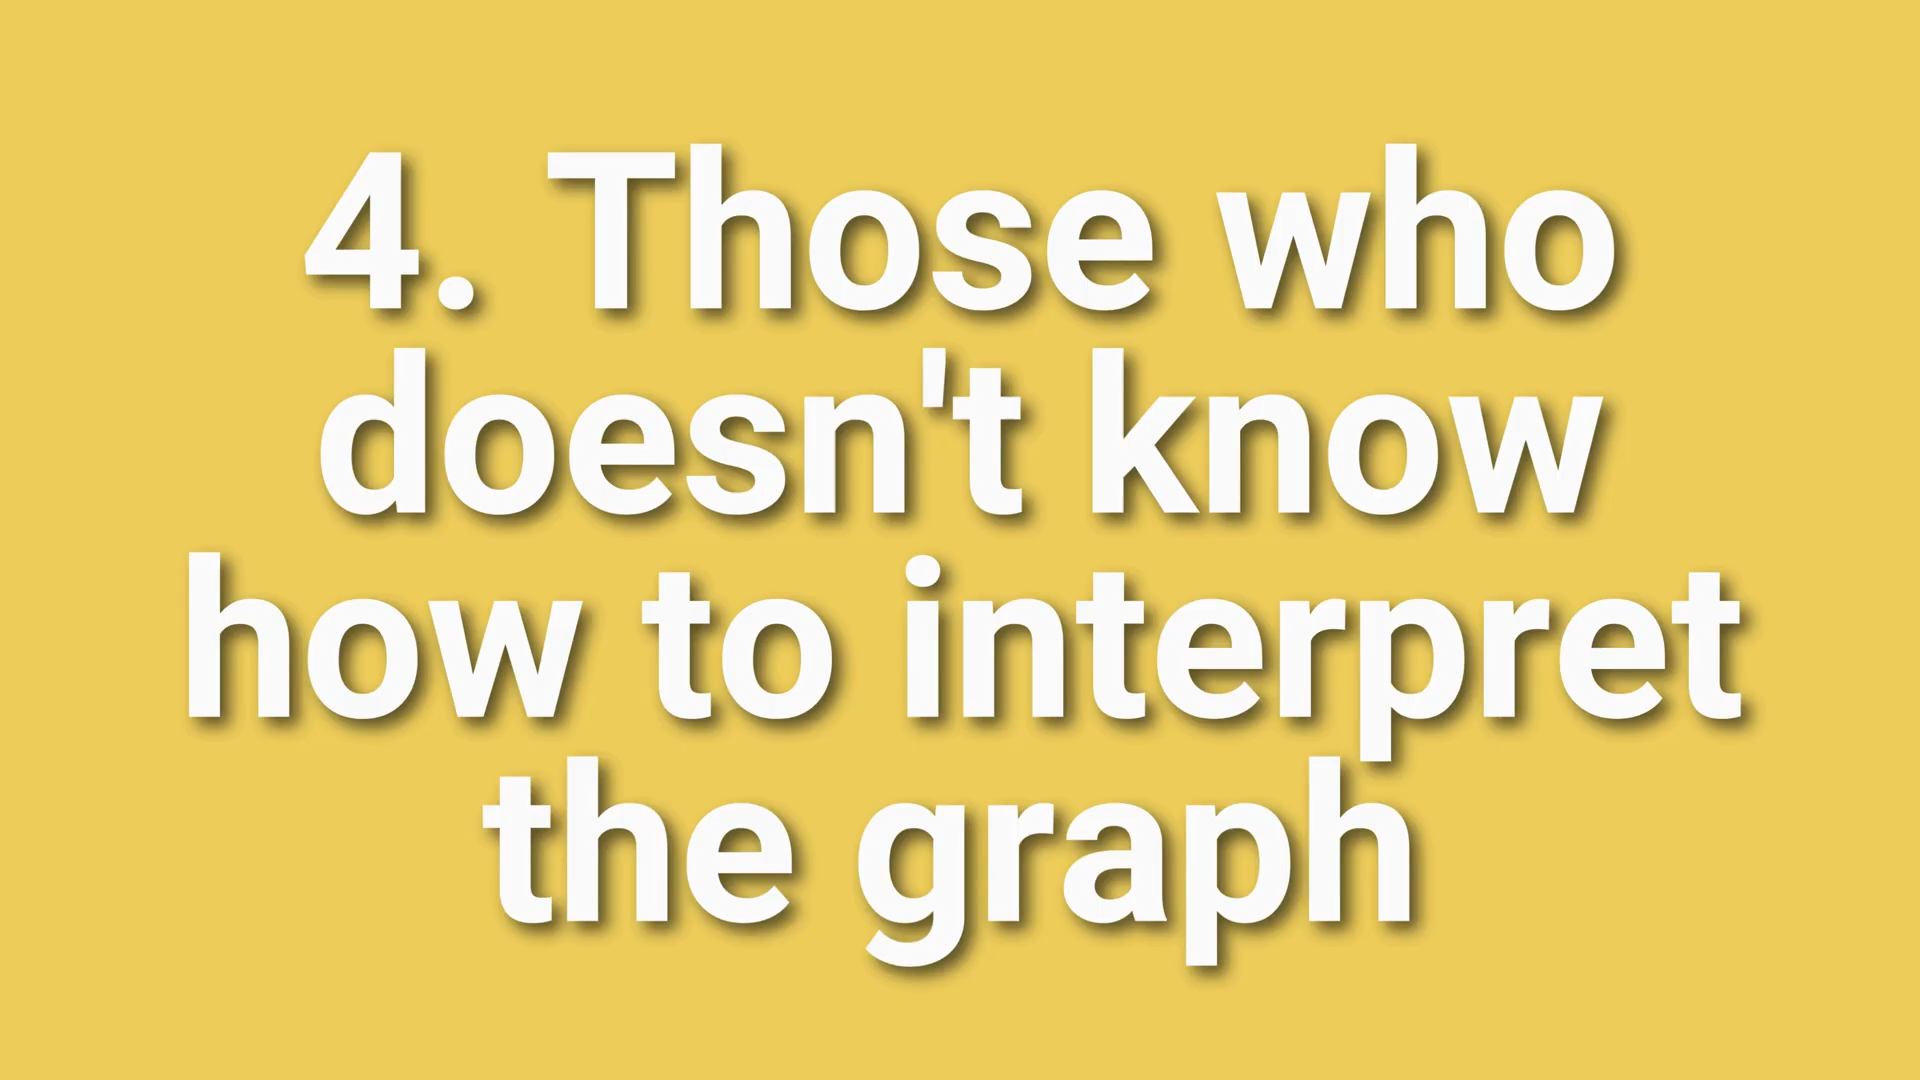 4. Those who
doesn't know
how to interpret
the graph